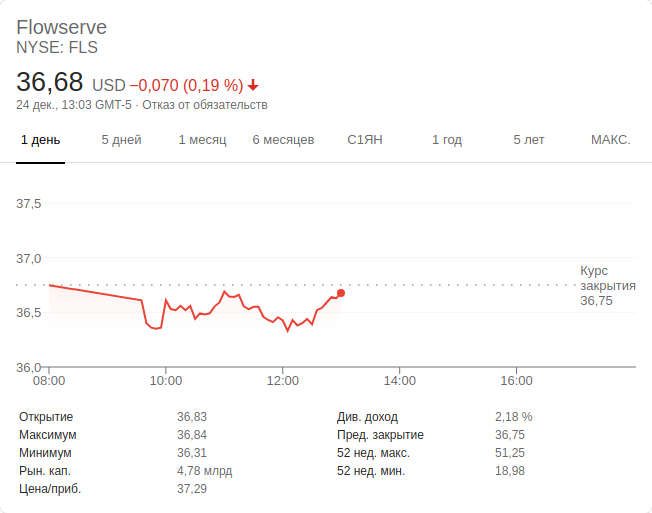 Flowserve
NYSE: FLS
36,68 USD −0,070 (0,19 %)
24 дек., 13:03 GMT-5 · Отказ от обязательств
1 день 5 дней 1 месяц 6 месяцев С1ЯН 1 год 5 лет МАКС.
37,5
37,0
Курс
закрытия
36,75
36,5
36,0
08:00 10:00 12:00 14:00 16:00
Открытие 36,83 Див. доход 2,18 %
Максимум 36,84 Пред. закрытие 36,75
Минимум 36,31 52 нед. макс. 51,25
Рын. кап. 4,78 млрд 52 нед. мин. 18,98
Цена/приб. 37,29